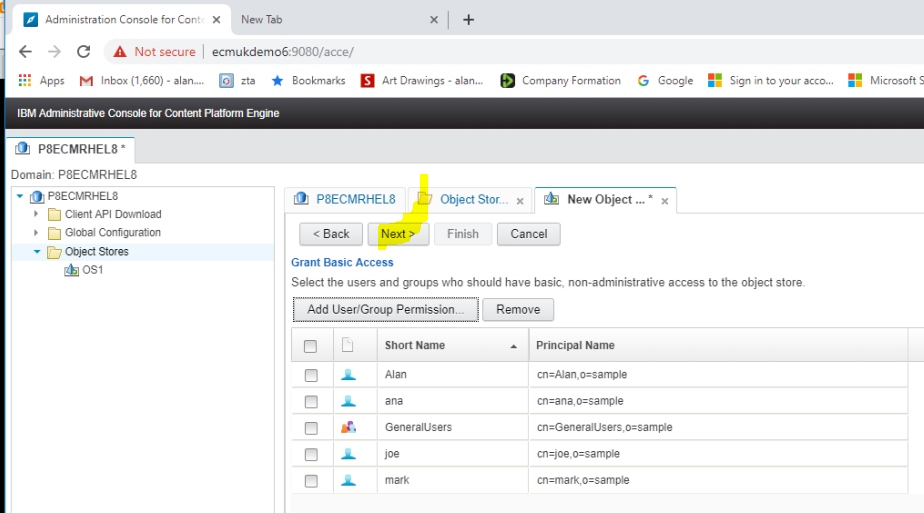 Administration Console for Conte
New Tab
Not secure
ecmukdemo6:9080/acce/
Apps
Inbox (1,660) - alan....
zta
Bookmarks
Art Drawings - alan...
Company Formation
Google
Sign in to your acco...
Microsoft S
IBM Administrative Console for Content Platform Engine
P8ECMRHEL8 *
Domain: P8ECMRHEL8
P8ECMRHEL8
Client API Download
Global Configuration
Object Stores
OS1
P8ECMRHEL8
Object Stor...
New Object ... *
< Back
Next >
Finish
Cancel
Grant Basic Access
Select the users and groups who should have basic, non-administrative access to the object store.
Add User/Group Permission...
Remove
Short Name
Principal Name
Alan
cn=Alan,o=sample
ana
cn=ana,o=sample
GeneralUsers
cn=GeneralUsers,o=sample
joe
cn=joe,o=sample
mark
cn=mark,o=sample